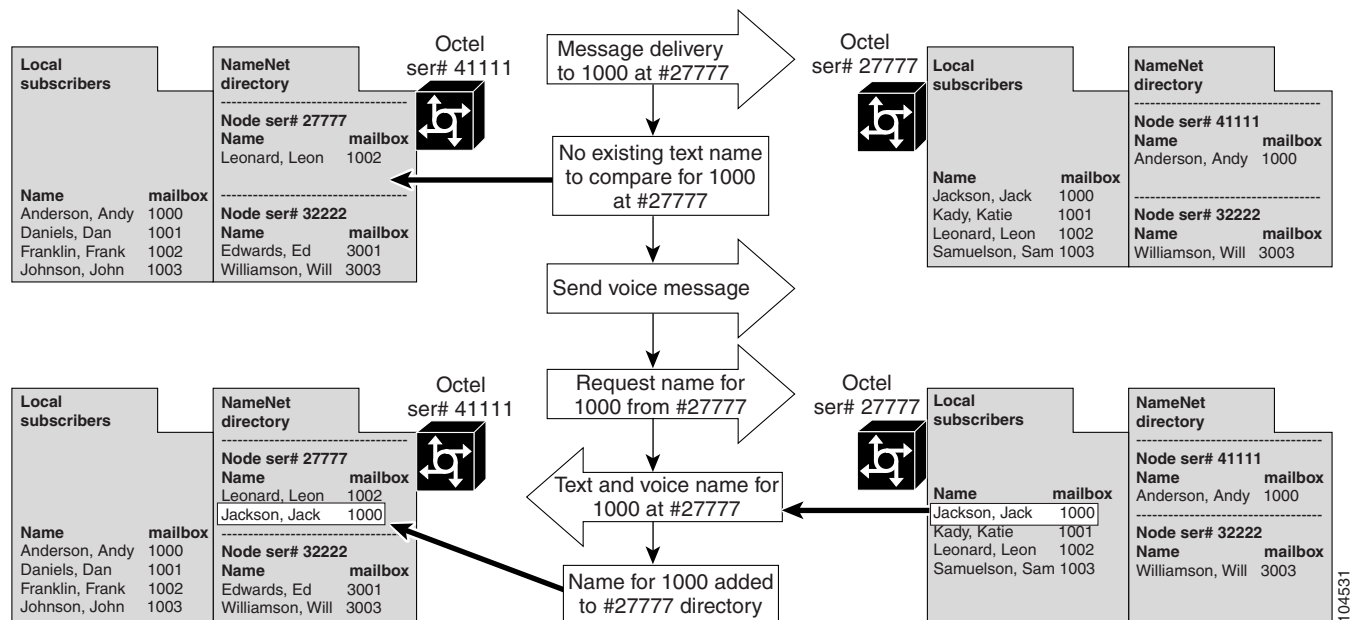 Local
subscribers
Name mailbox
Anderson, Andy 1000
Daniels, Dan 1001
Franklin, Frank 1002
Johnson, John 1003
NameNet
directory
Node ser# 27777
Name mailbox
Leonard, Leon 1002
Node ser# 32222
Name mailbox
Edwards, Ed 3001
Williamson, Will 3003
Octel
ser# 41111
Message delivery
to 1000 at #27777
No existing text name
to compare for 1000
at #27777
Send voice message
Octel
ser# 27777
Local
subscribers
Name mailbox
Jackson, Jack 1000
Kady, Katie 1001
Leonard, Leon 1002
Samuelson, Sam 1003
NameNet
directory
Node ser# 41111
Name mailbox
Anderson, Andy 1000
Node ser# 32222
Name mailbox
Williamson, Will 3003
Local
subscribers
Name mailbox
Anderson, Andy 1000
Daniels, Dan 1001
Franklin, Frank 1002
Johnson, John 1003
NameNet
directory
Node ser# 27777
Name mailbox
Leonard, Leon 1002
Jackson, Jack 1000
Node ser# 32222
Name mailbox
Edwards, Ed 3001
Williamson, Will 3003
Octel
ser# 41111
Request name for
1000 from #27777
Text and voice name for
1000 at #27777
Name for 1000 added
to #27777 directory
Octel
ser# 27777
Local
subscribers
Name mailbox
Jackson, Jack 1000
Kady, Katie 1001
Leonard, Leon 1002
Samuelson, Sam 1003
NameNet
directory
Node ser# 41111
Name mailbox
Anderson, Andy 1000
Node ser# 32222
Name mailbox
Williamson, Will 3003
104531